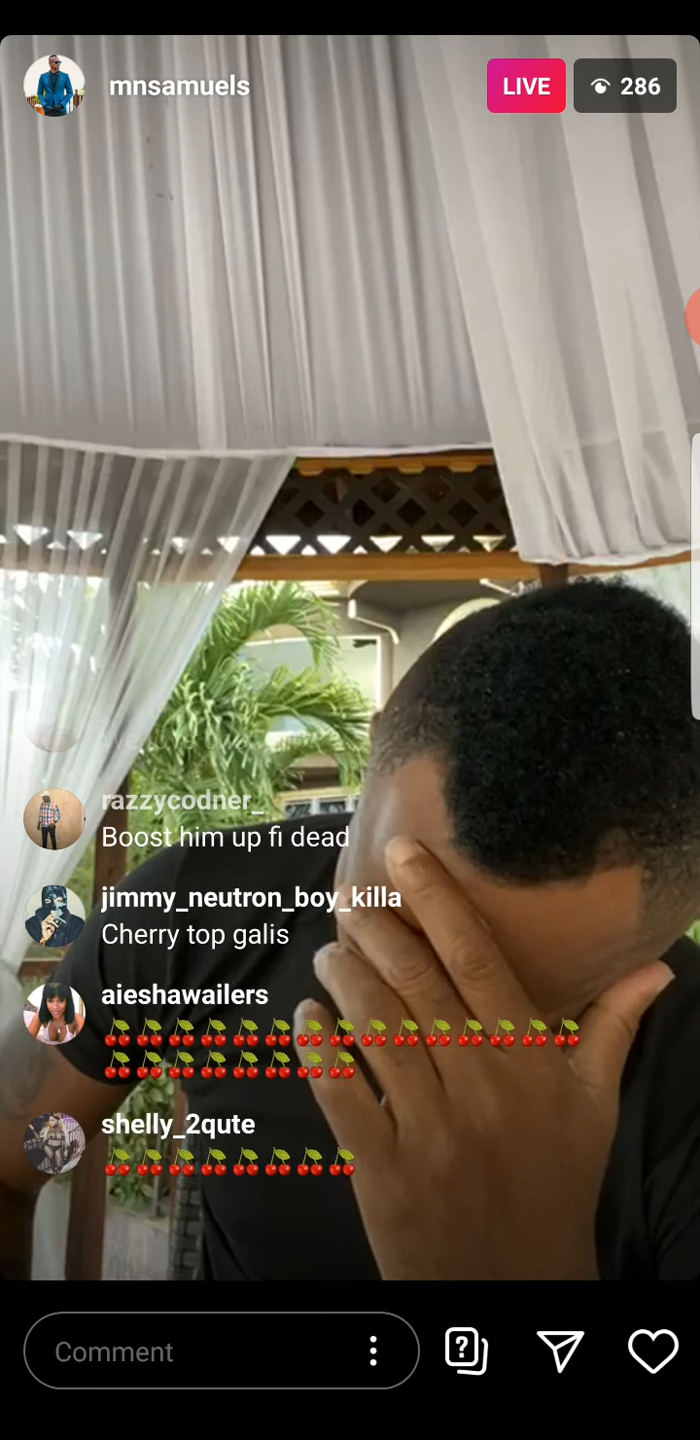 mnsamuels
LIVE
286
razzycodner_
Boost him up fi dead
jimmy_neutron_boy_killa
Cherry top galis
aieshawailers
🍒🍒🍒🍒🍒🍒🍒🍒🍒🍒🍒🍒🍒🍒🍒
🍒🍒🍒🍒🍒🍒🍒🍒
shelly_2qute
🍒🍒🍒🍒🍒🍒🍒🍒
Comment